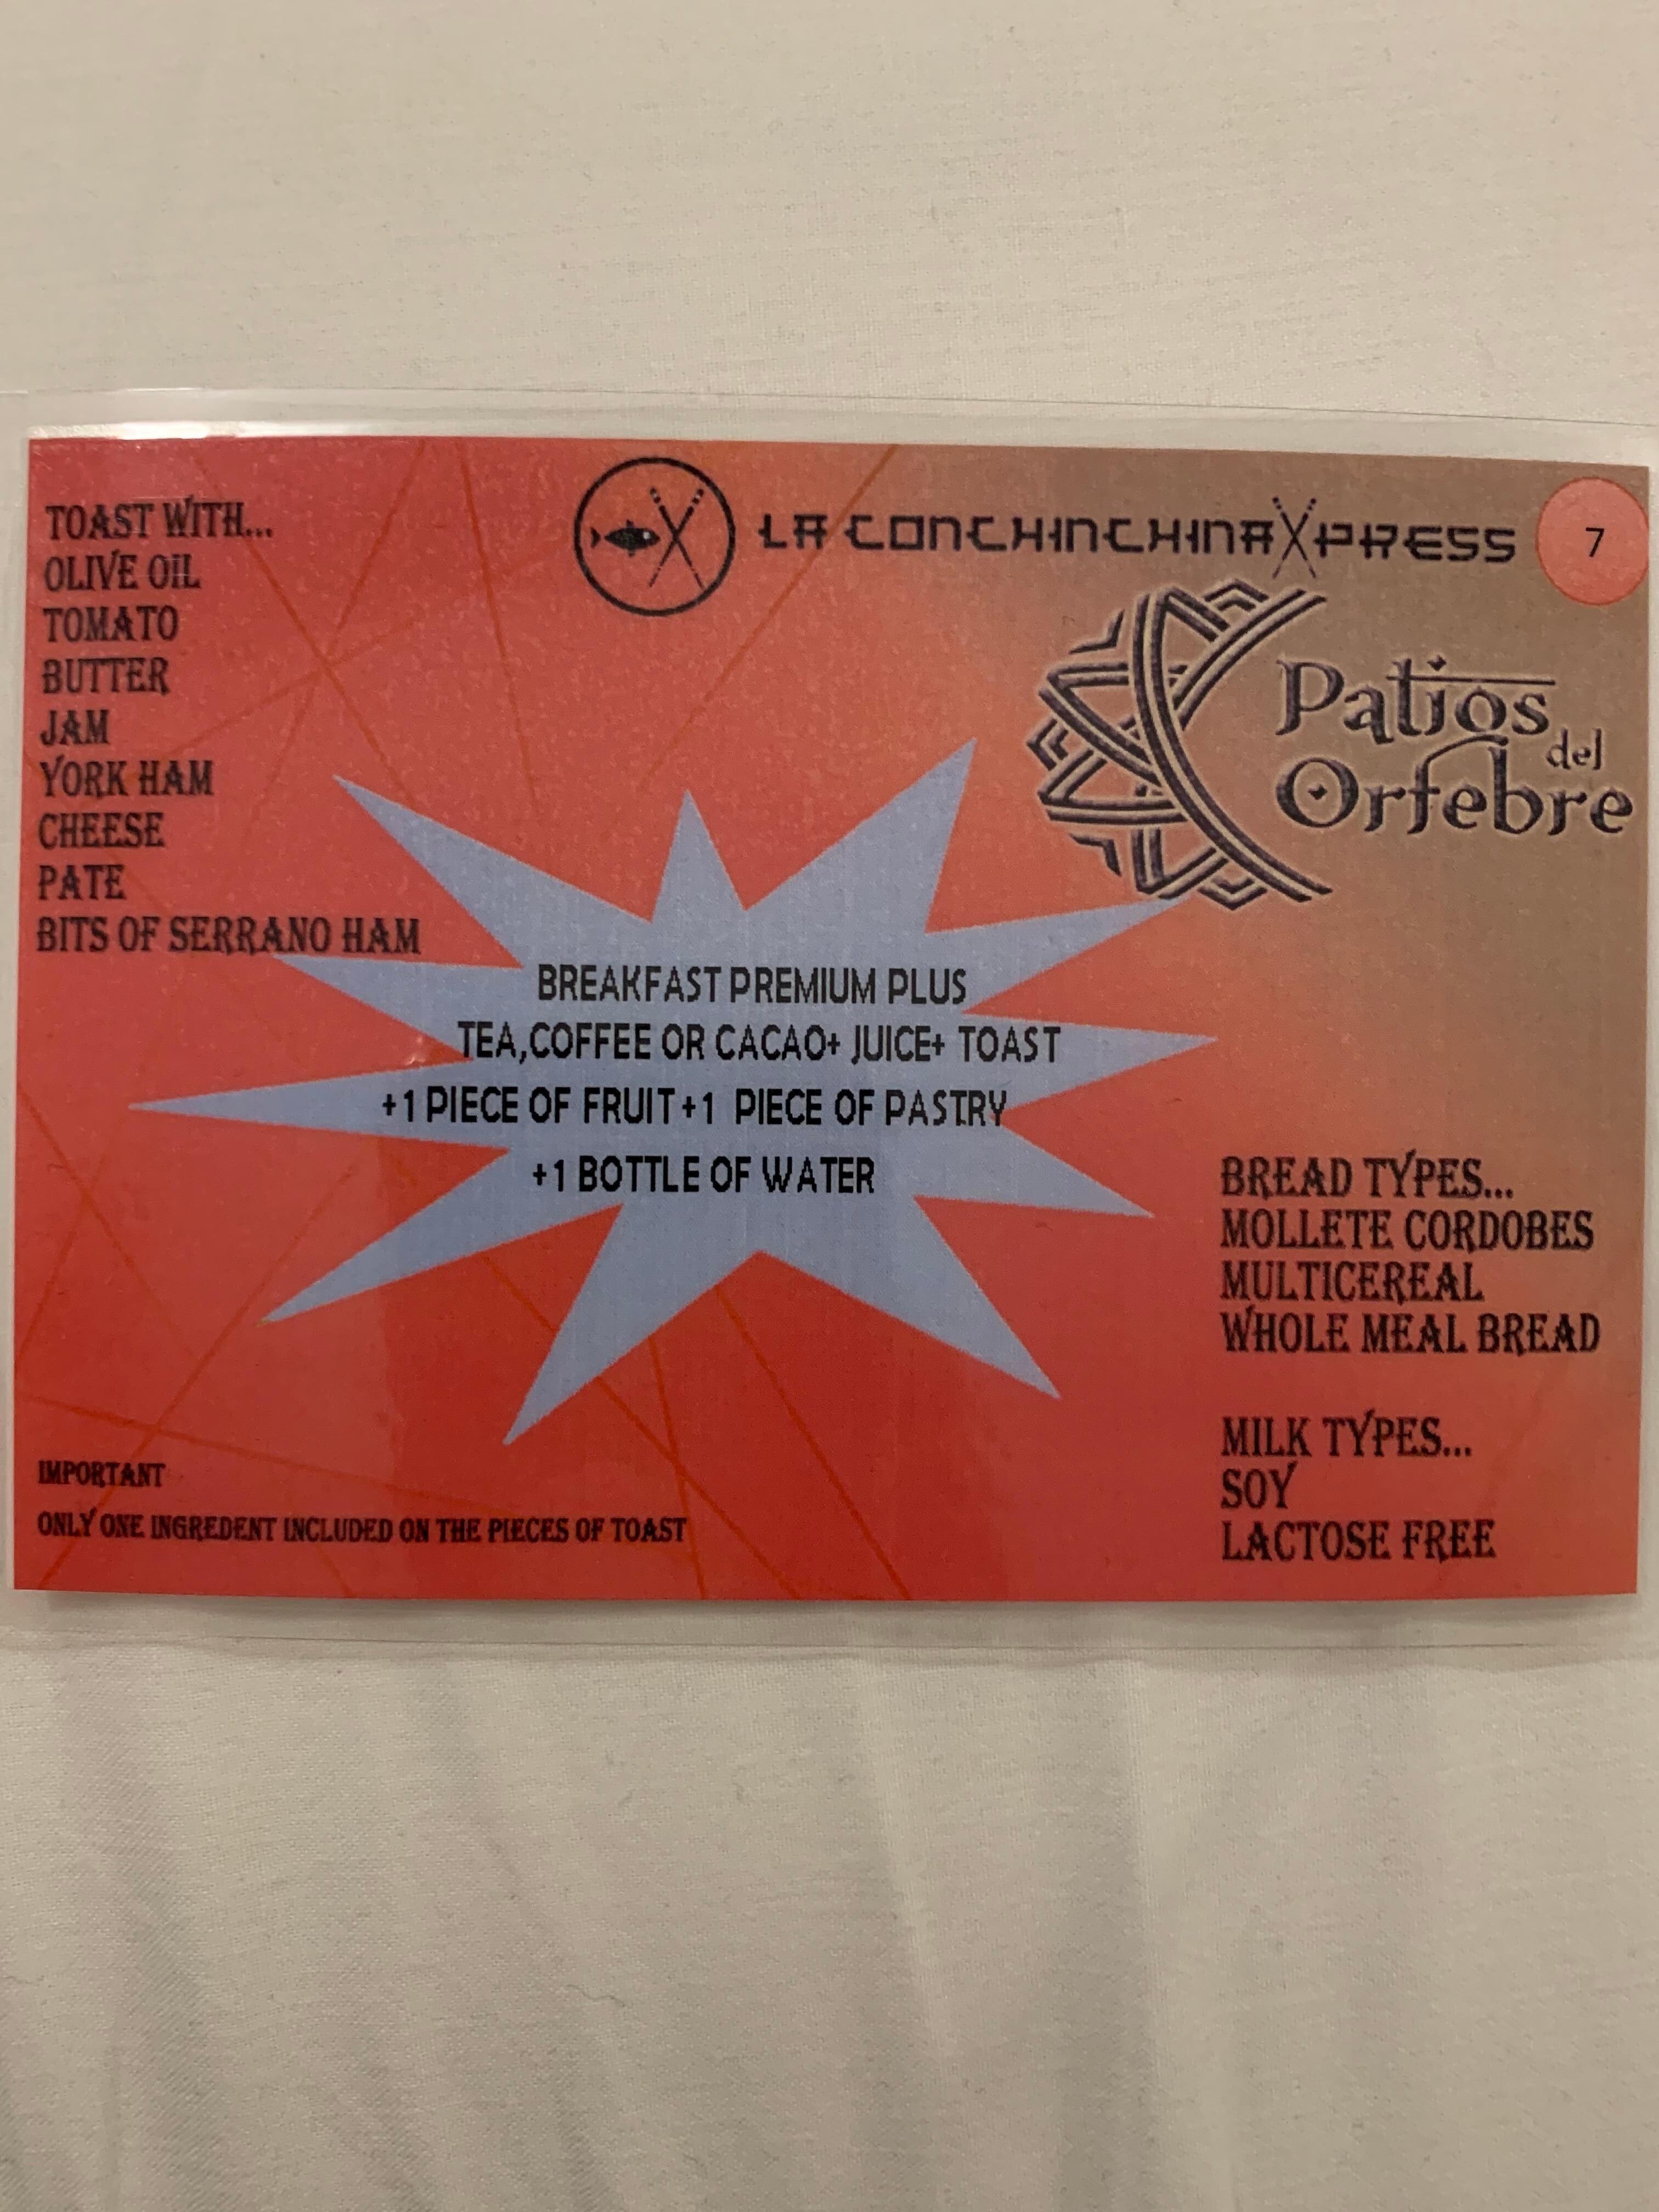 LA CONCHINCHINAXPRESS
7
Patios
del
Orfebre
TOAST WITH...
OLIVE OIL
TOMATO
BUTTER
JAM
YORK HAM
CHEESE
PATE
BITS OF SERRANO HAM
BREAKFAST PREMIUM PLUS
TEA,COFFEE OR CACAO+ JUICE+ TOAST
+1 PIECE OF FRUIT+1 PIECE OF PASTRY
+1 BOTTLE OF WATER
BREAD TYPES...
MOLLETE CORDOBES
MULTICEREAL
WHOLE MEAL BREAD
MILK TYPES...
SOY
LACTOSE FREE
IMPORTANT
ONLY ONE INGREDENT INCLUDED ON THE PIECES OF TOAST